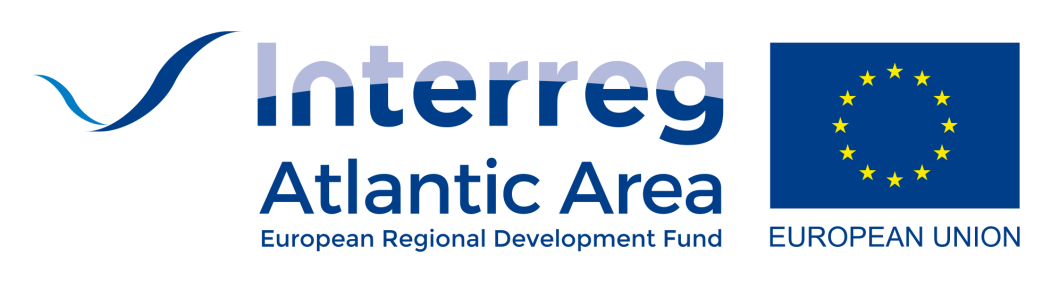 Interreg
Atlantic Area
European Regional Development Fund
EUROPEAN UNION